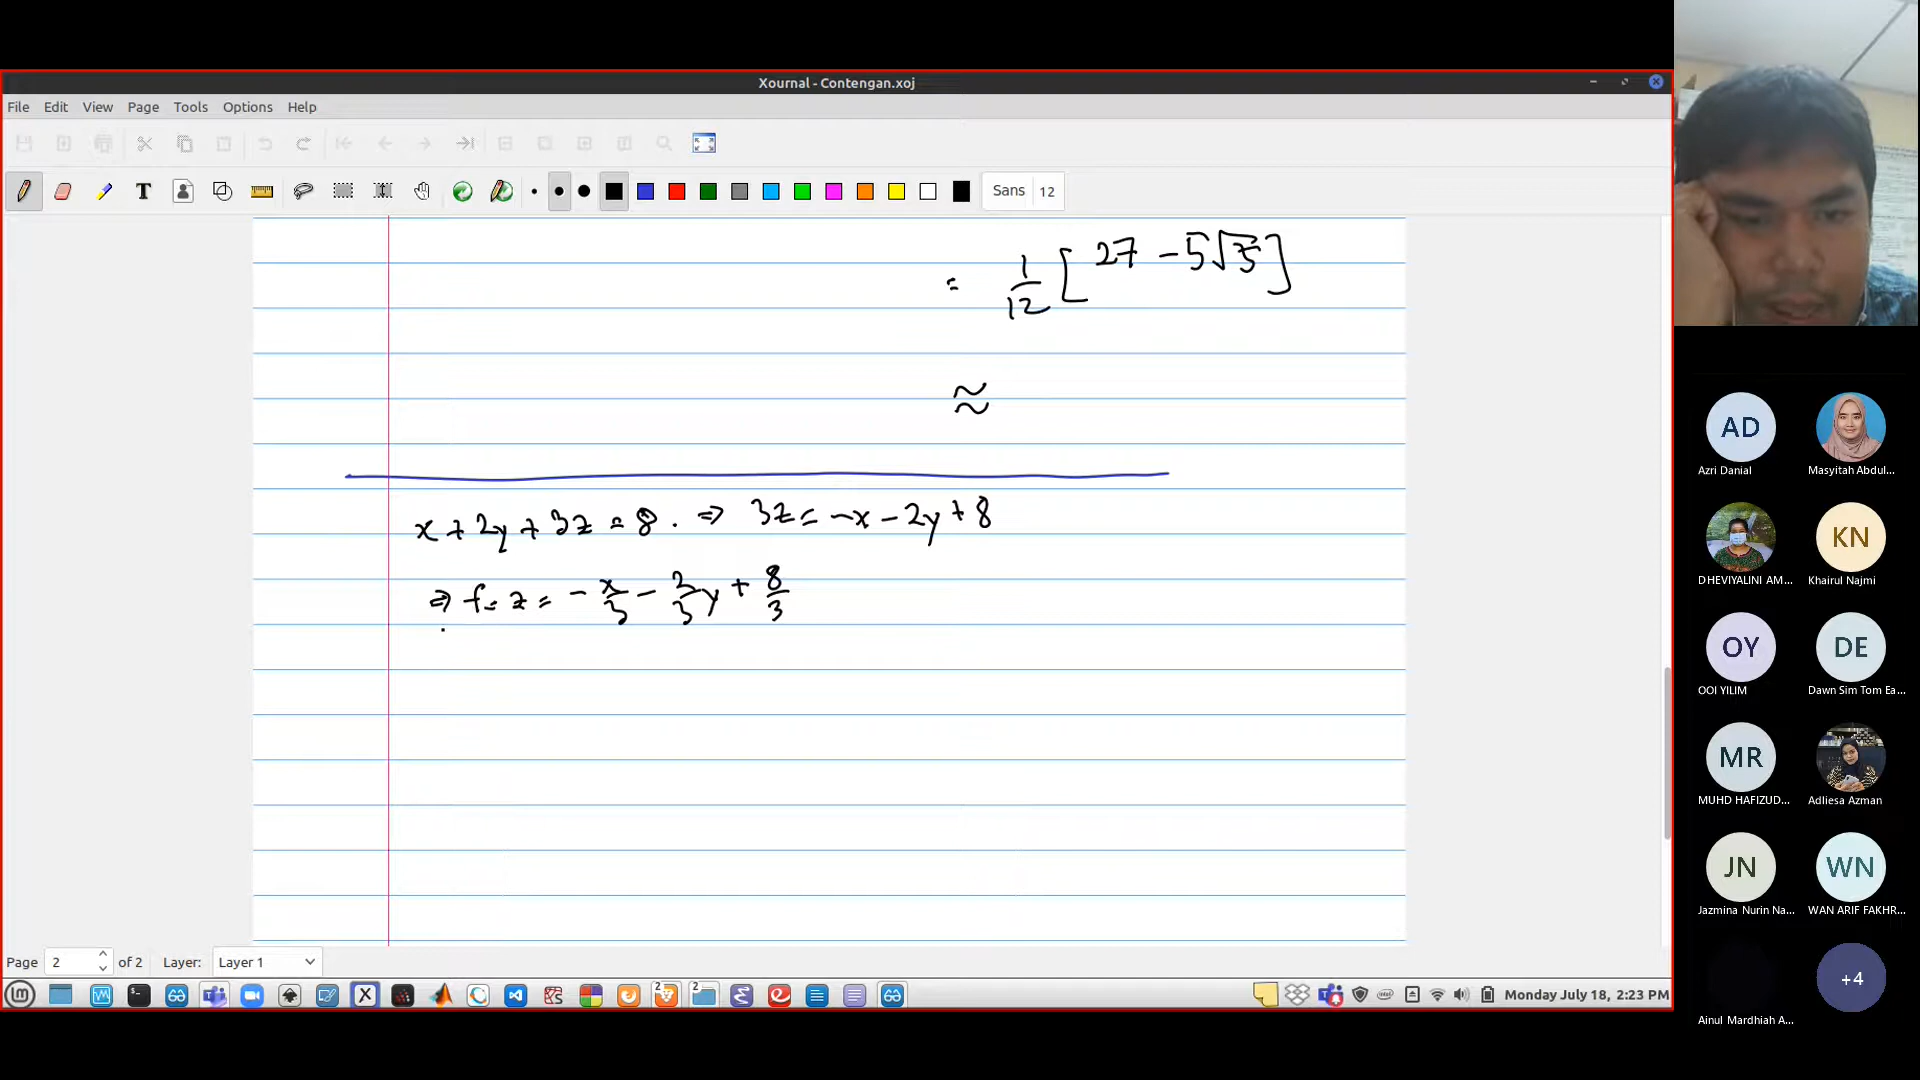 Xournal - Contengan.xoj
File Edit View Page Tools Options Help
T Sans 12
= 1/12 [27 - 5√3]
≈
x + 2y + 3z = 8 . ⇒ 3z = -x - 2y + 8
⇒ f = z = - x/3 - 2/3 y + 8/3
Page 2 of 2 Layer: Layer 1
Monday July 18, 2:23 PM
AD
Azri Danial
Masyitah Abdul...
DHEVIYALINI AM...
KN
Khairul Najmi
OY
OOI YILIM
DE
Dawn Sim Tom Ea...
MR
MUHD HAFIZUD...
Adliesa Azman
JN
Jazmina Nurin Na...
WN
WAN ARIF FAKHR...
+4
Ainul Mardhiah A...